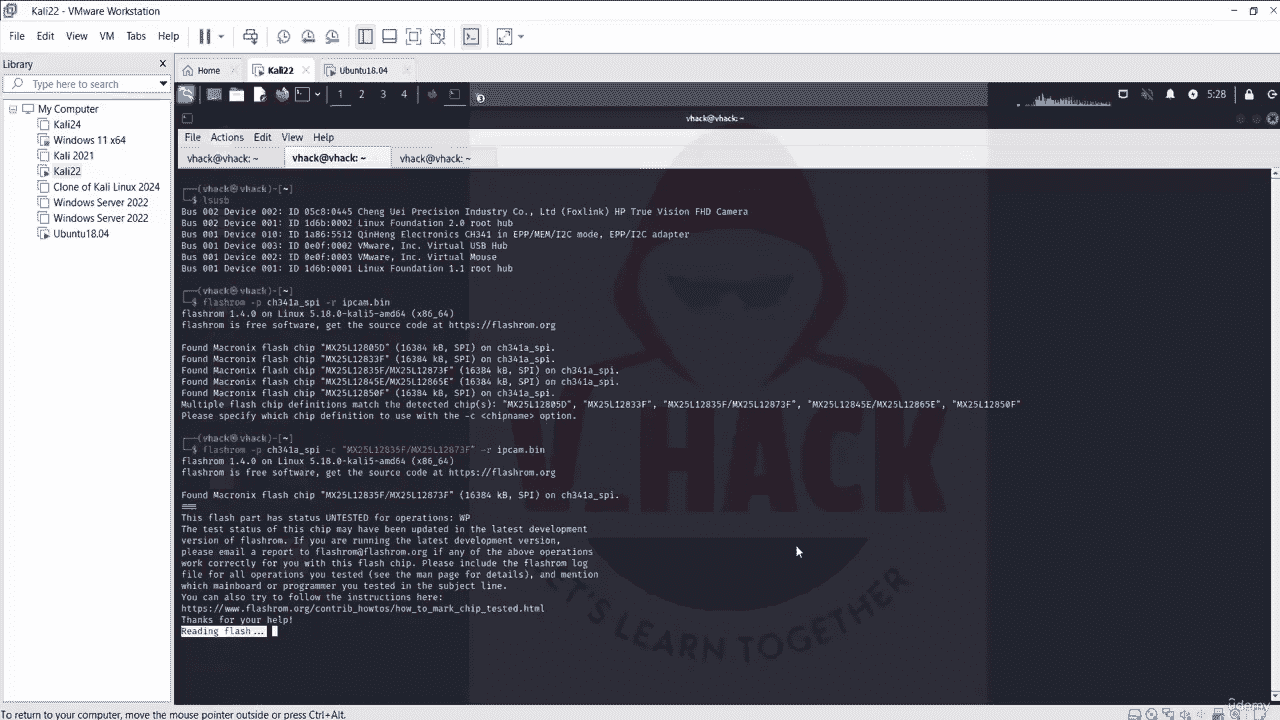 Kali22 - VMware Workstation
File Edit View VM Tabs Help
Library X
Home Kali22 Ubuntu18.04
Type here to search
1 2 3 4 5:28
My Computer
Kali24
Windows 11 x64
Kali 2021
Kali22
Clone of Kali Linux 2024
Windows Server 2022
Windows Server 2022
Ubuntu18.04
vhack@vhack: ~
File Actions Edit View Help
vhack@vhack: ~ vhack@vhack: ~ vhack@vhack: ~
┌──(vhack㉿vhack)-[~]
└─$ lsusb
Bus 002 Device 002: ID 05c8:0445 Cheng Uei Precision Industry Co., Ltd (Foxlink) HP True Vision FHD Camera
Bus 002 Device 001: ID 1d6b:0002 Linux Foundation 2.0 root hub
Bus 001 Device 010: ID 1a86:5512 QinHeng Electronics CH341 in EPP/MEM/I2C mode, EPP/I2C adapter
Bus 001 Device 003: ID 0e0f:0002 VMware, Inc. Virtual USB Hub
Bus 001 Device 002: ID 0e0f:0003 VMware, Inc. Virtual Mouse
Bus 001 Device 001: ID 1d6b:0001 Linux Foundation 1.1 root hub
┌──(vhack㉿vhack)-[~]
└─$ flashrom -p ch341a_spi -r ipcam.bin
flashrom 1.4.0 on Linux 5.18.0-kali5-amd64 (x86_64)
flashrom is free software, get the source code at https://flashrom.org
Found Macronix flash chip "MX25L12805D" (16384 kB, SPI) on ch341a_spi.
Found Macronix flash chip "MX25L12833F" (16384 kB, SPI) on ch341a_spi.
Found Macronix flash chip "MX25L12835F/MX25L12873F" (16384 kB, SPI) on ch341a_spi.
Found Macronix flash chip "MX25L12845E/MX25L12865E" (16384 kB, SPI) on ch341a_spi.
Found Macronix flash chip "MX25L12850F" (16384 kB, SPI) on ch341a_spi.
Multiple flash chip definitions match the detected chip(s): "MX25L12805D", "MX25L12833F", "MX25L12835F/MX25L12873F", "MX25L12845E/MX25L12865E", "MX25L12850F"
Please specify which chip definition to use with the -c <chipname> option.
┌──(vhack㉿vhack)-[~]
└─$ flashrom -p ch341a_spi -c "MX25L12835F/MX25L12873F" -r ipcam.bin
flashrom 1.4.0 on Linux 5.18.0-kali5-amd64 (x86_64)
flashrom is free software, get the source code at https://flashrom.org
Found Macronix flash chip "MX25L12835F/MX25L12873F" (16384 kB, SPI) on ch341a_spi.
===
This flash part has status UNTESTED for operations: WP
The test status of this chip may have been updated in the latest development
version of flashrom. If you are running the latest development version,
please email a report to flashrom@flashrom.org if any of the above operations
work correctly for you with this flash chip. Please include the flashrom log
file for all operations you tested (see the man page for details), and mention
which mainboard or programmer you tested in the subject line.
You can also try to follow the instructions here:
https://www.flashrom.org/contrib_howtos/how_to_mark_chip_tested.html
Thanks for your help!
Reading flash...
V.HACK
LET'S LEARN TOGETHER
To return to your computer, move the mouse pointer outside or press Ctrl+Alt.
udemy